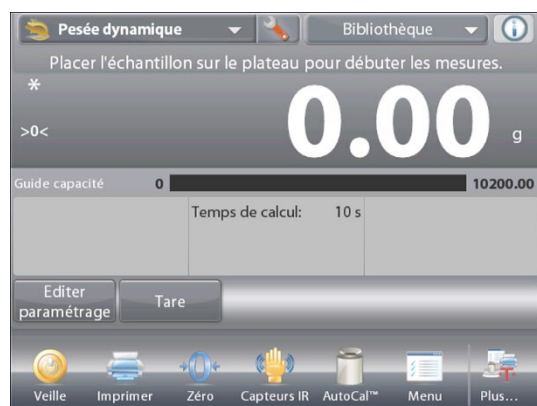 Pesée dynamique Bibliothèque
Placer l'échantillon sur le plateau pour débuter les mesures.
*
>0< 0.00 g
Guide capacité 0 10200.00
Temps de calcul: 10 s
Editer paramétrage Tare
Veille Imprimer Zéro Capteurs IR AutoCal™ Menu Plus...